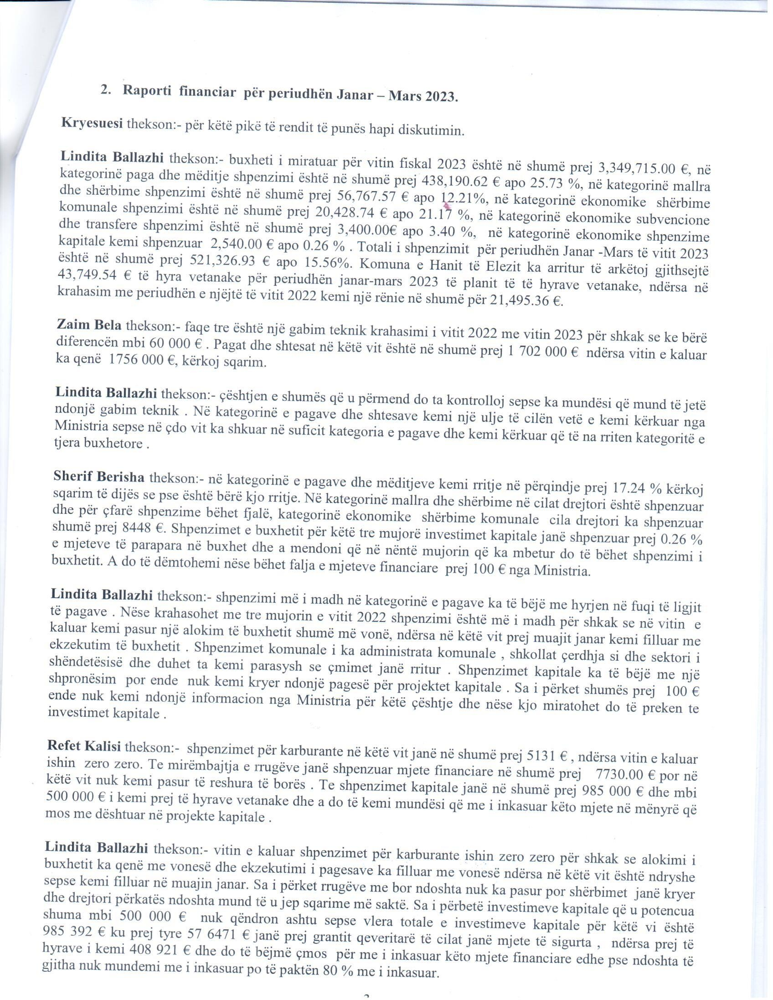 2. Raporti financiar për periudhën Janar – Mars 2023.
Kryesuesi thekson:- për këtë pikë të rendit të punës hapi diskutimin.
Lindita Ballazhi thekson:- buxheti i miratuar për vitin fiskal 2023 është në shumë prej 3,349,715.00 €, në
kategorinë paga dhe mëditje shpenzimi është në shumë prej 438,190.62 € apo 25.73 %, në kategorinë mallra
dhe shërbime shpenzimi është në shumë prej 56,767.57 € apo 12.21%, në kategorinë ekonomike shërbime
komunale shpenzimi është në shumë prej 20,428.74 € apo 21.17 %, në kategorinë ekonomike subvencione
dhe transfere shpenzimi është në shumë prej 3,400.00€ apo 3.40 %, në kategorinë ekonomike shpenzime
kapitale kemi shpenzuar 2,540.00 € apo 0.26 % . Totali i shpenzimit për periudhën Janar -Mars të vitit 2023
është në shumë prej 521,326.93 € apo 15.56%. Komuna e Hanit të Elezit ka arritur të arkëtoj gjithsejtë
43,749.54 € të hyra vetanake për periudhën janar-mars 2023 të planit të të hyrave vetanake, ndërsa në
krahasim me periudhën e njëjtë të vitit 2022 kemi një rënie në shumë për 21,495.36 €.
Zaim Bela thekson:- faqe tre është një gabim teknik krahasimi i vitit 2022 me vitin 2023 për shkak se ke bërë
diferencën mbi 60 000 € . Pagat dhe shtesat në këtë vit është në shumë prej 1 702 000 € ndërsa vitin e kaluar
ka qenë 1756 000 €, kërkoj sqarim.
Lindita Ballazhi thekson:- çështjen e shumës që u përmend do ta kontrolloj sepse ka mundësi që mund të jetë
ndonjë gabim teknik . Në kategorinë e pagave dhe shtesave kemi një ulje të cilën vetë e kemi kërkuar nga
Ministria sepse në çdo vit ka shkuar në suficit kategoria e pagave dhe kemi kërkuar që të na rriten kategoritë e
tjera buxhetore .
Sherif Berisha thekson:- në kategorinë e pagave dhe mëditjeve kemi rritje në përqindje prej 17.24 % kërkoj
sqarim të dijës se pse është bërë kjo rritje. Në kategorinë mallra dhe shërbime në cilat drejtori është shpenzuar
dhe për çfarë shpenzime bëhet fjalë, kategorinë ekonomike shërbime komunale cila drejtori ka shpenzuar
shumë prej 8448 €. Shpenzimet e buxhetit për këtë tre mujorë investimet kapitale janë shpenzuar prej 0.26 %
e mjeteve të parapara në buxhet dhe a mendoni që në nëntë mujorin që ka mbetur do të bëhet shpenzimi i
buxhetit. A do të dëmtohemi nëse bëhet falja e mjeteve financiare prej 100 € nga Ministria.
Lindita Ballazhi thekson:- shpenzimi më i madh në kategorinë e pagave ka të bëjë me hyrjen në fuqi të ligjit
të pagave . Nëse krahasohet me tre mujorin e vitit 2022 shpenzimi është më i madh për shkak se në vitin e
kaluar kemi pasur një alokim të buxhetit shumë më vonë, ndërsa në këtë vit prej muajit janar kemi filluar me
ekzekutim të buxhetit . Shpenzimet komunale i ka administrata komunale , shkollat çerdhja si dhe sektori i
shëndetësisë dhe duhet ta kemi parasysh se çmimet janë rritur . Shpenzimet kapitale ka të bëjë me një
shpronësim por ende nuk kemi kryer ndonjë pagesë për projektet kapitale . Sa i përket shumës prej 100 €
ende nuk kemi ndonjë informacion nga Ministria për këtë çështje dhe nëse kjo miratohet do të preken te
investimet kapitale .
Refet Kalisi thekson:- shpenzimet për karburante në këtë vit janë në shumë prej 5131 € , ndërsa vitin e kaluar
ishin zero zero. Te mirëmbajtja e rrugëve janë shpenzuar mjete financiare në shumë prej 7730.00 € por në
këtë vit nuk kemi pasur të reshura të borës . Te shpenzimet kapitale janë në shumë prej 985 000 € dhe mbi
500 000 € i kemi prej të hyrave vetanake dhe a do të kemi mundësi që me i inkasuar këto mjete në mënyrë që
mos me dështuar në projekte kapitale .
Lindita Ballazhi thekson:- vitin e kaluar shpenzimet për karburante ishin zero zero për shkak se alokimi i
buxhetit ka qenë me vonesë dhe ekzekutimi i pagesave ka filluar me vonesë ndërsa në këtë vit është ndryshe
sepse kemi filluar në muajin janar. Sa i përket rrugëve me bor ndoshta nuk ka pasur por shërbimet janë kryer
dhe drejtori përkatës ndoshta mund të u jep sqarime më saktë. Sa i përbetë investimeve kapitale që u potencua
shuma mbi 500 000 € nuk qëndron ashtu sepse vlera totale e investimeve kapitale për këtë vi është
985 392 € ku prej tyre 57 6471 € janë prej grantit qeveritarë të cilat janë mjete të sigurta , ndërsa prej të
hyrave i kemi 408 921 € dhe do të bëjmë çmos për me i inkasuar këto mjete financiare edhe pse ndoshta të
gjitha nuk mundemi me i inkasuar po të paktën 80 % me i inkasuar.